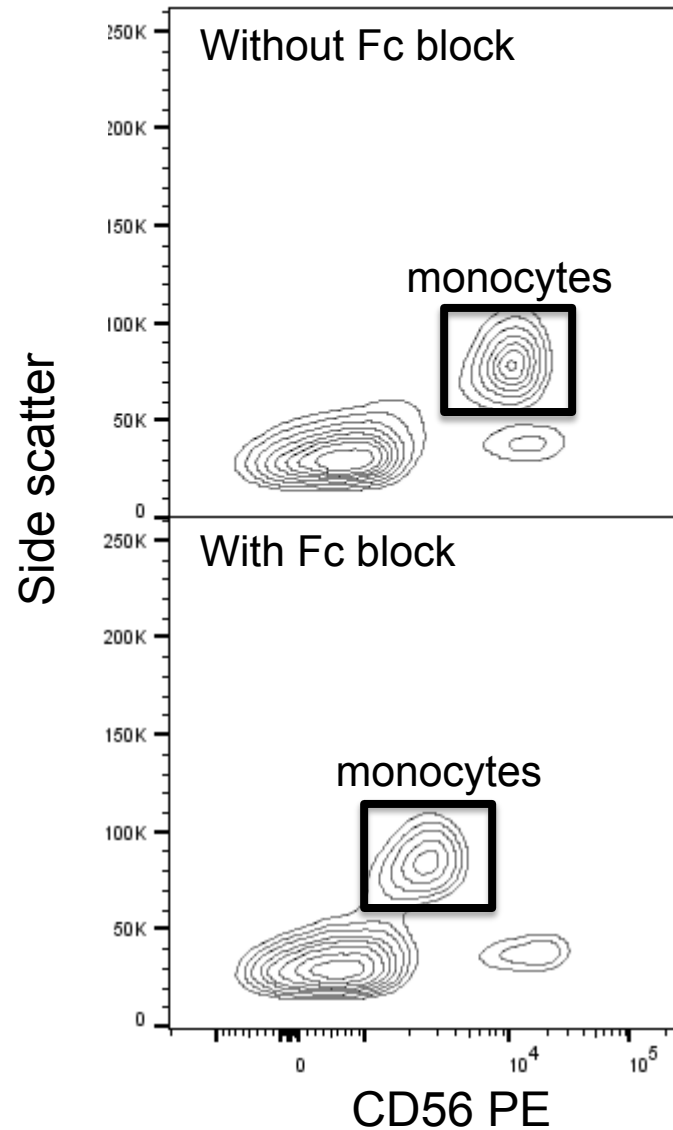 250K
Without Fc block
200K
150K
monocytes
100K
50K
0
Side scatter
250K
With Fc block
200K
150K
monocytes
100K
50K
0
0 10^4 10^5
CD56 PE